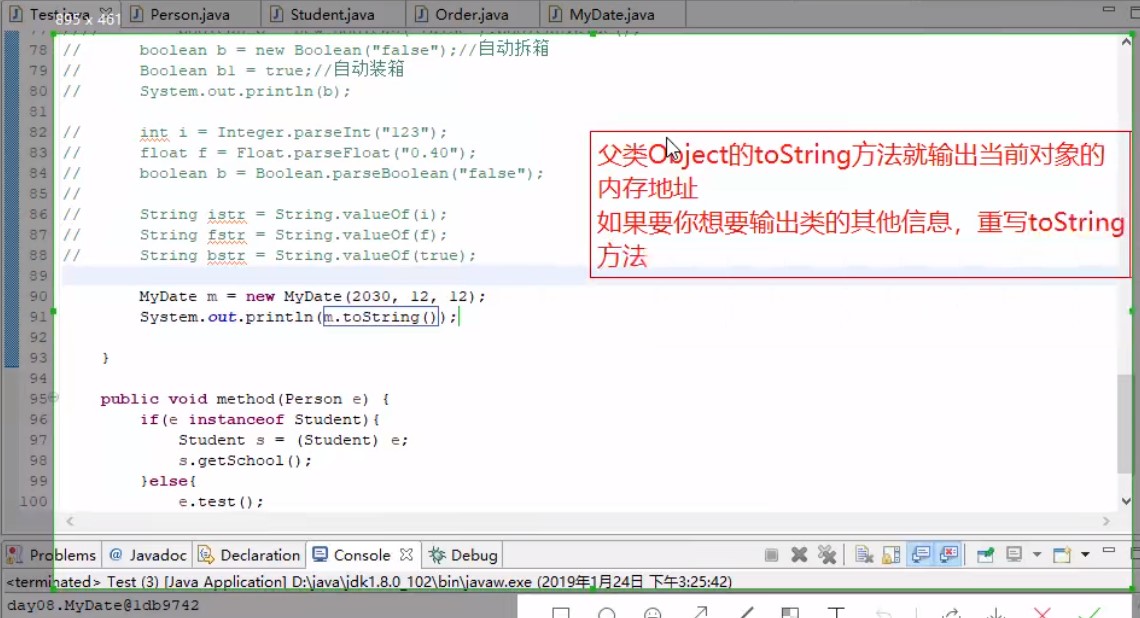 Test.java Person.java Student.java Order.java MyDate.java
895 x 461
78 // boolean b = new Boolean("false");//自动拆箱
79 // Boolean b1 = true;//自动装箱
80 // System.out.println(b);
81
82 // int i = Integer.parseInt("123");
83 // float f = Float.parseFloat("0.40");
84 // boolean b = Boolean.parseBoolean("false");
85 //
86 // String istr = String.valueOf(i);
87 // String fstr = String.valueOf(f);
88 // String bstr = String.valueOf(true);
89
90 MyDate m = new MyDate(2030, 12, 12);
91 System.out.println(m.toString());
92
93 }
94
95 public void method(Person e) {
96 if(e instanceof Student){
97 Student s = (Student) e;
98 s.getSchool();
99 }else{
100 e.test();
父类Object的toString方法就输出当前对象的
内存地址
如果要你想要输出类的其他信息，重写toString
方法
Problems @ Javadoc Declaration Console Debug
<terminated> Test (3) [Java Application] D:\java\jdk1.8.0_102\bin\javaw.exe (2019年1月24日 下午3:25:42)
day08.MyDate@1db9742